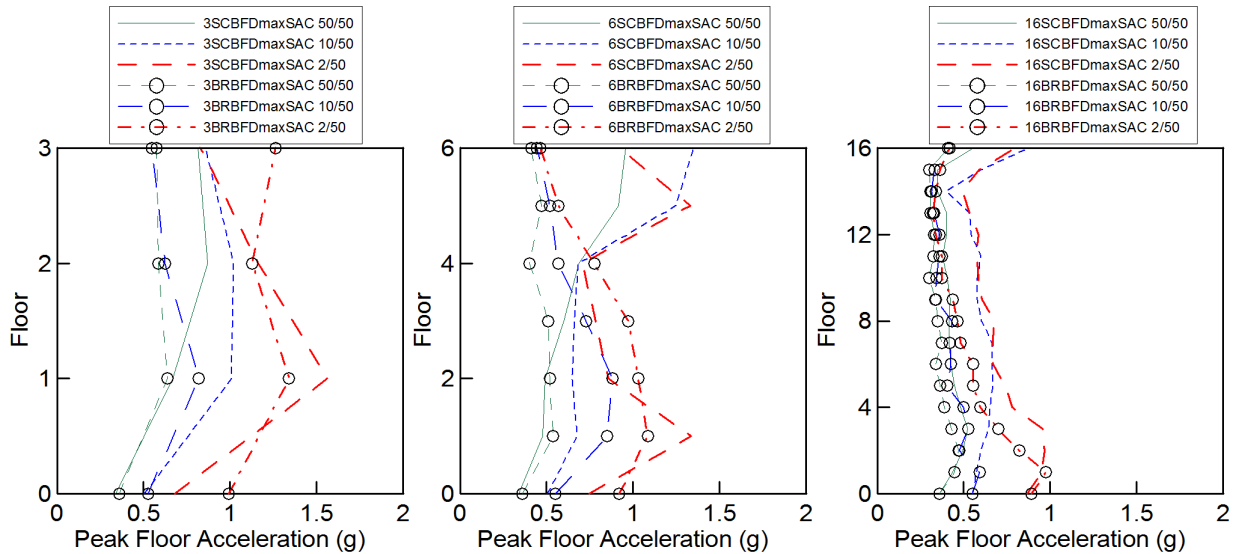 3SCBFDmaxSAC 50/50
3SCBFDmaxSAC 10/50
3SCBFDmaxSAC 2/50
3BRBFDmaxSAC 50/50
3BRBFDmaxSAC 10/50
3BRBFDmaxSAC 2/50
3
2
1
0
Floor
0 0.5 1 1.5 2
Peak Floor Acceleration (g)
6SCBFDmaxSAC 50/50
6SCBFDmaxSAC 10/50
6SCBFDmaxSAC 2/50
6BRBFDmaxSAC 50/50
6BRBFDmaxSAC 10/50
6BRBFDmaxSAC 2/50
6
4
2
0
Floor
0 0.5 1 1.5 2
Peak Floor Acceleration (g)
16SCBFDmaxSAC 50/50
16SCBFDmaxSAC 10/50
16SCBFDmaxSAC 2/50
16BRBFDmaxSAC 50/50
16BRBFDmaxSAC 10/50
16BRBFDmaxSAC 2/50
16
12
8
4
0
Floor
0 0.5 1 1.5 2
Peak Floor Acceleration (g)